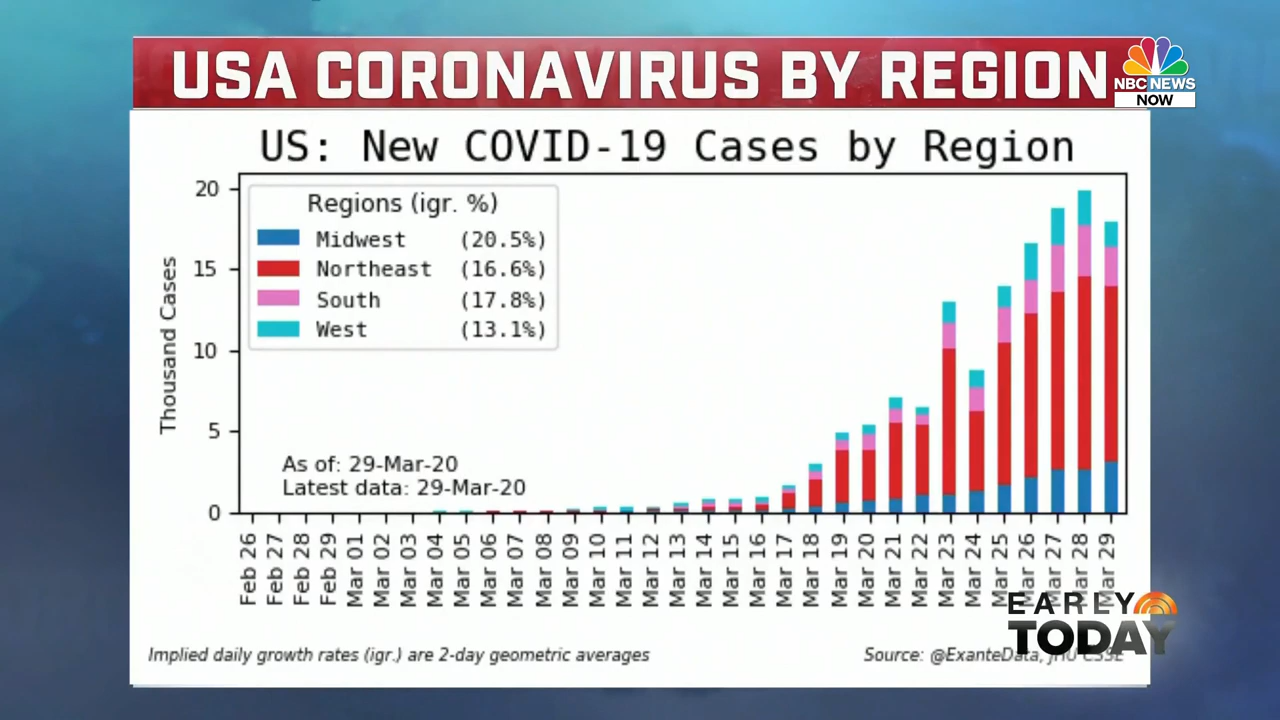 USA CORONAVIRUS BY REGION
NBC NEWS
NOW
US: New COVID-19 Cases by Region
Regions (igr. %)
Midwest (20.5%)
Northeast (16.6%)
South (17.8%)
West (13.1%)
Thousand Cases
20
15
10
5
0
As of: 29-Mar-20
Latest data: 29-Mar-20
Feb 26
Feb 27
Feb 28
Feb 29
Mar 01
Mar 02
Mar 03
Mar 04
Mar 05
Mar 06
Mar 07
Mar 08
Mar 09
Mar 10
Mar 11
Mar 12
Mar 13
Mar 14
Mar 15
Mar 16
Mar 17
Mar 18
Mar 19
Mar 20
Mar 21
Mar 22
Mar 23
Mar 24
Mar 25
Mar 26
Mar 27
Mar 28
Mar 29
EARLY
TODAY
Implied daily growth rates (igr.) are 2-day geometric averages
Source: @ExanteData, JHU CSSE